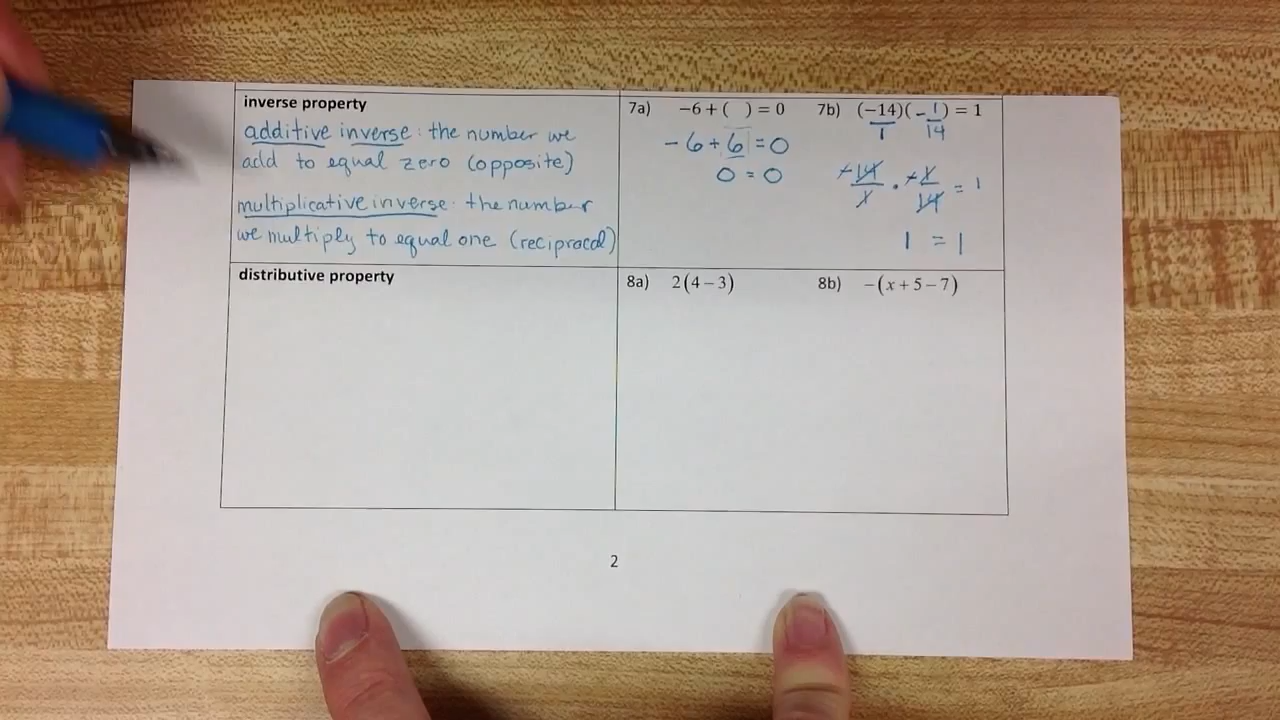 inverse property
additive inverse: the number we
add to equal zero (opposite)
multiplicative inverse: the number
we multiply to equal one (reciprocal)
7a) −6 + ( ) = 0
-6 + 6 = 0
0 = 0
7b) (−14)(-1/14) = 1
-14/1 · -1/14 = 1
1 = 1
distributive property
8a) 2(4 − 3)
8b) −(x + 5 − 7)
2